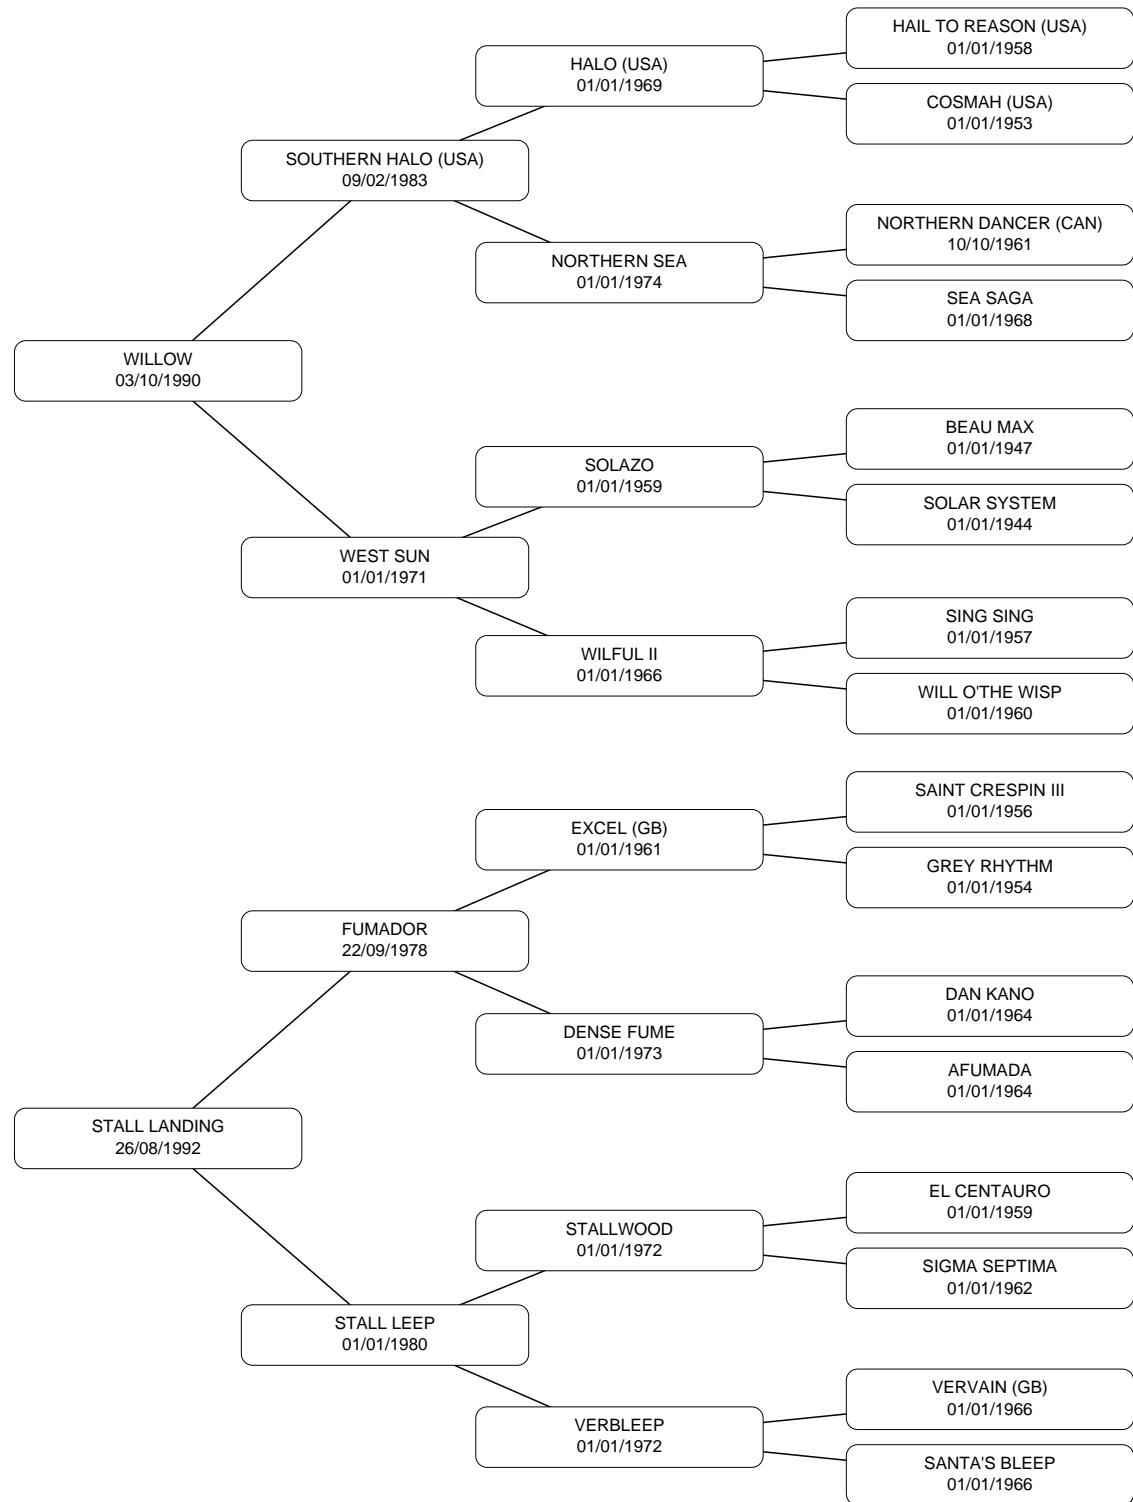 HAIL TO REASON (USA)
01/01/1958
HALO (USA)
01/01/1969
COSMAH (USA)
01/01/1953
SOUTHERN HALO (USA)
09/02/1983
NORTHERN DANCER (CAN)
10/10/1961
NORTHERN SEA
01/01/1974
SEA SAGA
01/01/1968
WILLOW
03/10/1990
BEAU MAX
01/01/1947
SOLAZO
01/01/1959
SOLAR SYSTEM
01/01/1944
WEST SUN
01/01/1971
SING SING
01/01/1957
WILFUL II
01/01/1966
WILL O'THE WISP
01/01/1960
SAINT CRESPIN III
01/01/1956
EXCEL (GB)
01/01/1961
GREY RHYTHM
01/01/1954
FUMADOR
22/09/1978
DAN KANO
01/01/1964
DENSE FUME
01/01/1973
AFUMADA
01/01/1964
STALL LANDING
26/08/1992
EL CENTAURO
01/01/1959
STALLWOOD
01/01/1972
SIGMA SEPTIMA
01/01/1962
STALL LEEP
01/01/1980
VERVAIN (GB)
01/01/1966
VERBLEEP
01/01/1972
SANTA'S BLEEP
01/01/1966